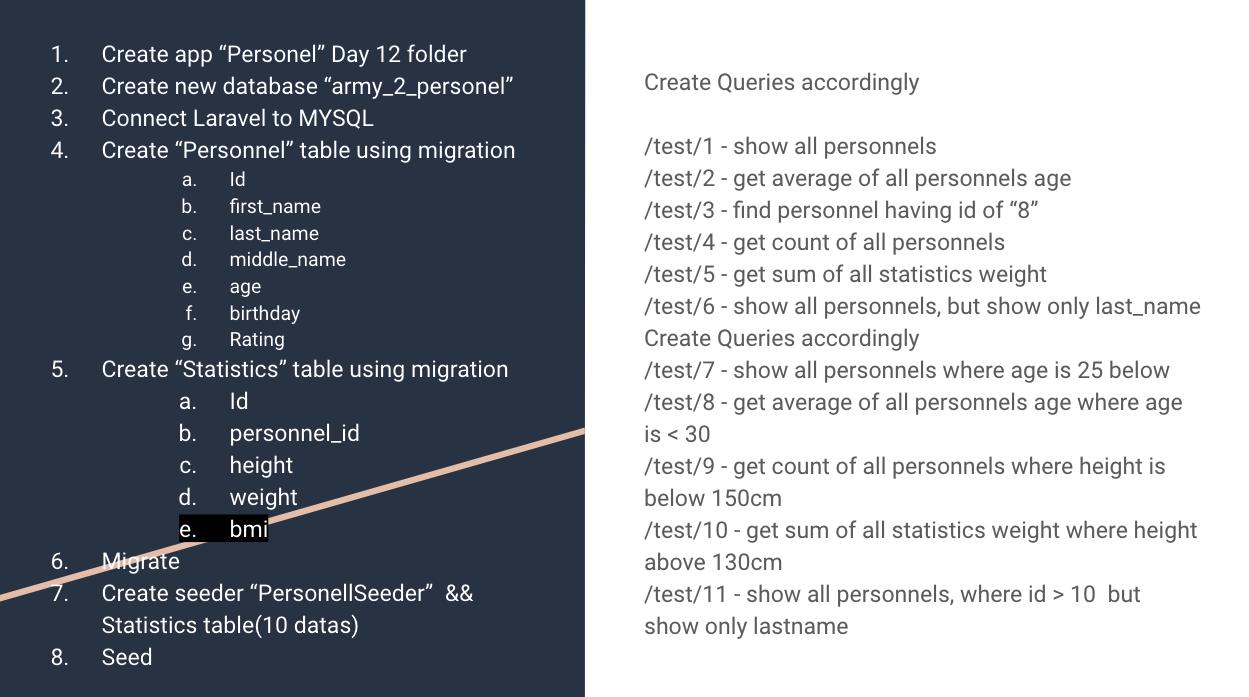 1. Create app “Personel” Day 12 folder
2. Create new database “army_2_personel”
3. Connect Laravel to MYSQL
4. Create “Personnel” table using migration
a. Id
b. first_name
c. last_name
d. middle_name
e. age
f. birthday
g. Rating
5. Create “Statistics” table using migration
a. Id
b. personnel_id
c. height
d. weight
e. bmi
6. Migrate
7. Create seeder “PersonellSeeder”  &&
Statistics table(10 datas)
8. Seed
Create Queries accordingly
/test/1 - show all personnels
/test/2 - get average of all personnels age
/test/3 - find personnel having id of “8”
/test/4 - get count of all personnels
/test/5 - get sum of all statistics weight
/test/6 - show all personnels, but show only last_name
Create Queries accordingly
/test/7 - show all personnels where age is 25 below
/test/8 - get average of all personnels age where age
is < 30
/test/9 - get count of all personnels where height is
below 150cm
/test/10 - get sum of all statistics weight where height
above 130cm
/test/11 - show all personnels, where id > 10  but
show only lastname